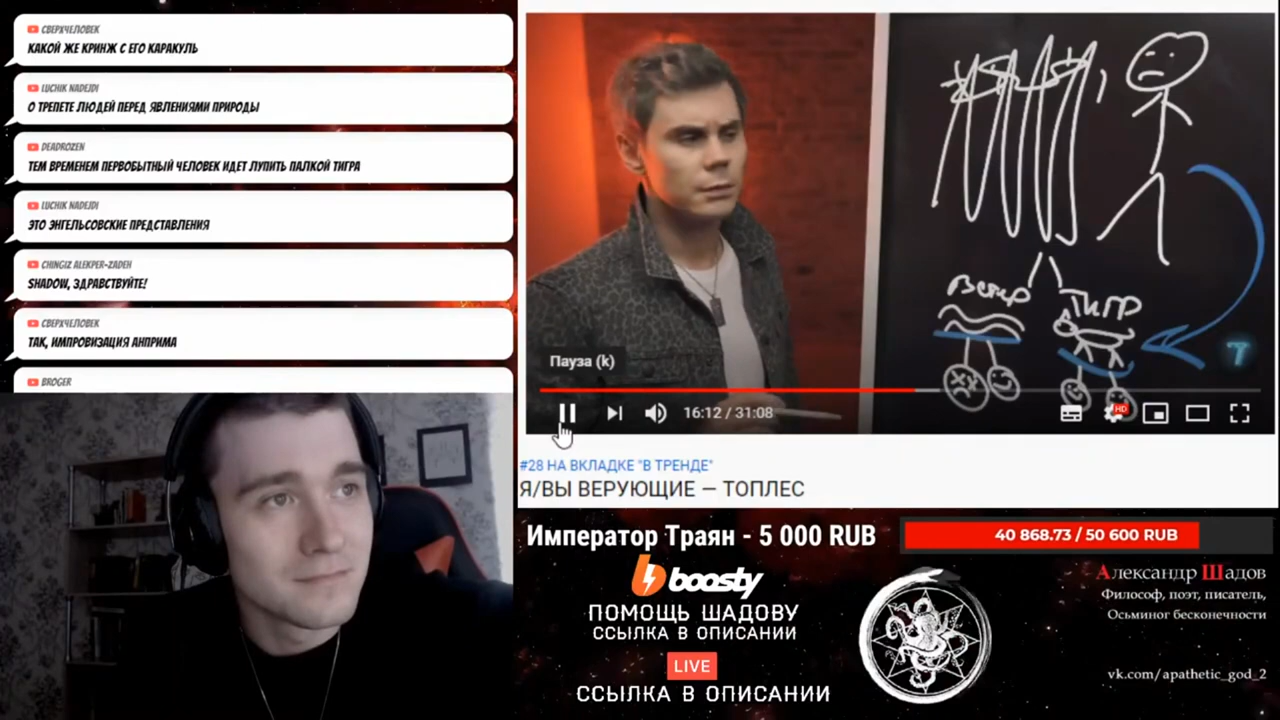 СВЕРХЧЕЛОВЕК
КАКОЙ ЖЕ КРИНЖ С ЕГО КАРАКУЛЬ
LUCHIK NADEJDI
О ТРЕПЕТЕ ЛЮДЕЙ ПЕРЕД ЯВЛЕНИЯМИ ПРИРОДЫ
DEADROZEN
ТЕМ ВРЕМЕНЕМ ПЕРВОБЫТНЫЙ ЧЕЛОВЕК ИДЕТ ЛУПИТЬ ПАЛКОЙ ТИГРА
LUCHIK NADEJDI
ЭТО ЭНГЕЛЬСОВСКИЕ ПРЕДСТАВЛЕНИЯ
CHINGIZ ALEKPER-ZADEH
SHADOW, ЗДРАВСТВУЙТЕ!
СВЕРХЧЕЛОВЕК
ТАК, ИМПРОВИЗАЦИЯ АНПРИМА
BROGER
Ветер
ТИГР
Пауза (k)
16:12 / 31:08
HD
#28 НА ВКЛАДКЕ "В ТРЕНДЕ"
Я/ВЫ ВЕРУЮЩИЕ — ТОПЛЕС
Император Траян - 5 000 RUB
40 868.73 / 50 600 RUB
boosty
ПОМОЩЬ ШАДОВУ
ССЫЛКА В ОПИСАНИИ
LIVE
ССЫЛКА В ОПИСАНИИ
Александр Шадов
Философ, поэт, писатель,
Осьминог бесконечности
vk.com/apathetic_god_2